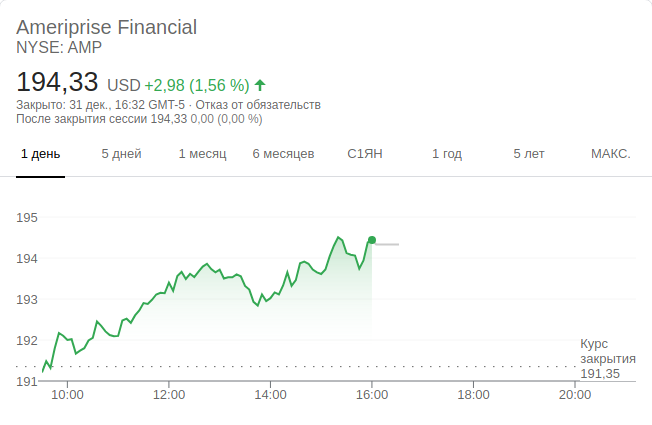 Ameriprise Financial
NYSE: AMP
194,33 USD +2,98 (1,56 %)
Закрыто: 31 дек., 16:32 GMT-5 · Отказ от обязательств
После закрытия сессии 194,33 0,00 (0,00 %)
1 день 5 дней 1 месяц 6 месяцев С1ЯН 1 год 5 лет МАКС.
195
194
193
192
191
Курс
закрытия
191,35
10:00 12:00 14:00 16:00 18:00 20:00